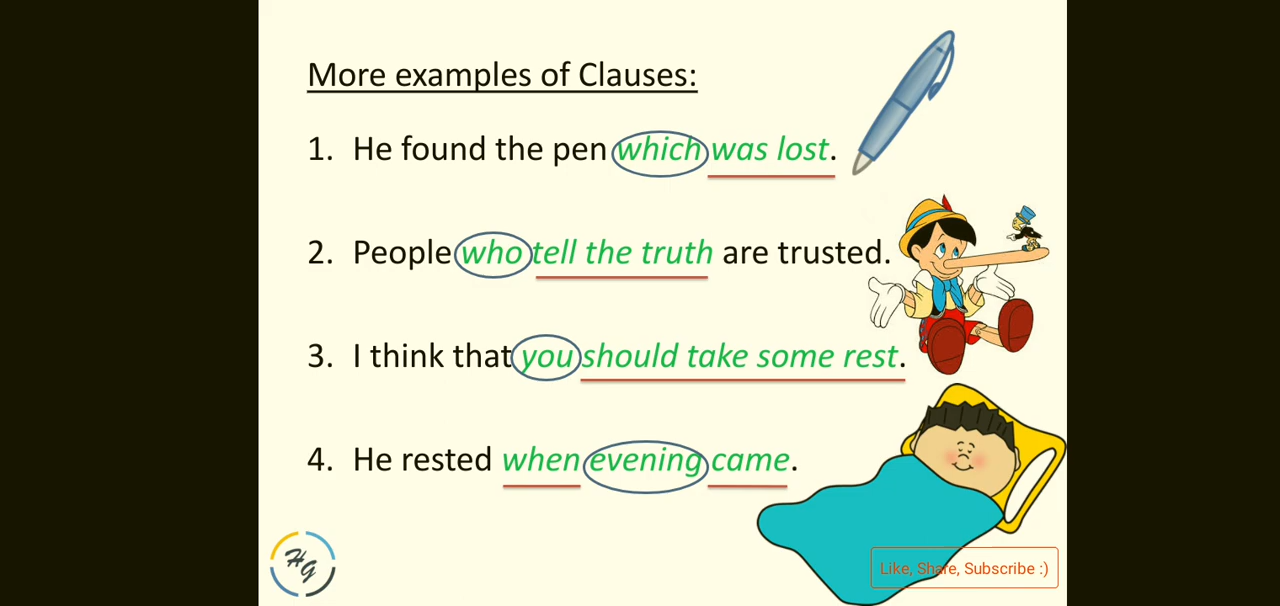 More examples of Clauses:
1. He found the pen which was lost.
2. People who tell the truth are trusted.
3. I think that you should take some rest.
4. He rested when evening came.
HG
Like, Share, Subscribe :)